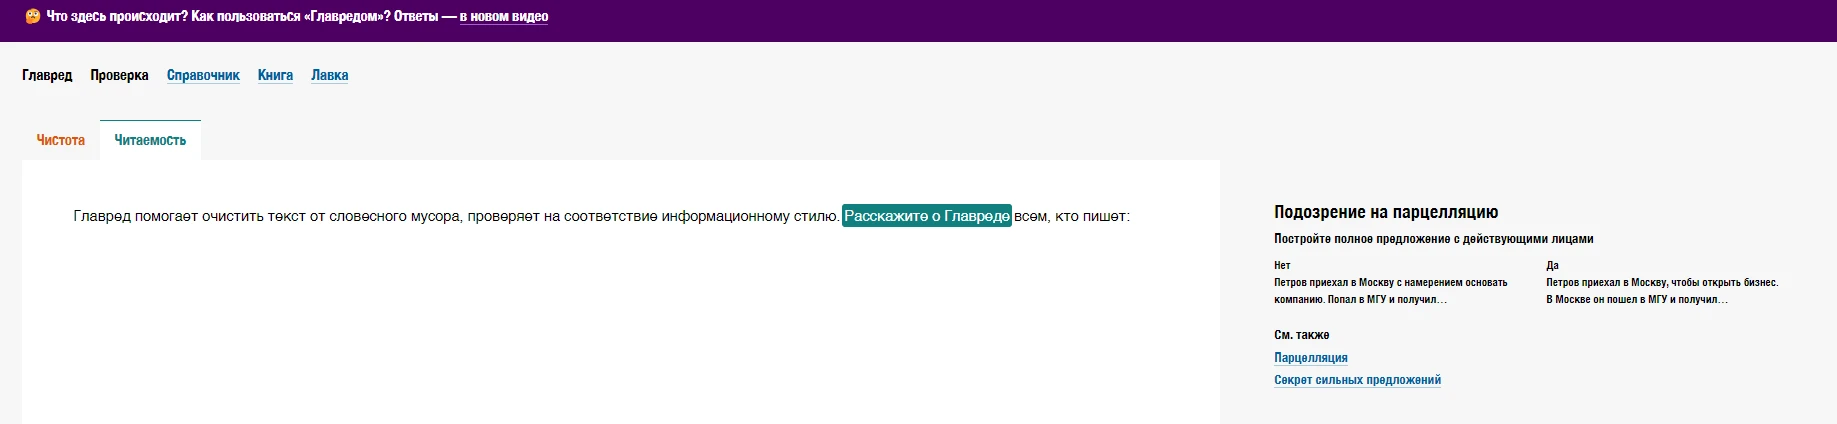 🤔 Что здесь происходит? Как пользоваться «Главредом»? Ответы — в новом видео
Главред Проверка Справочник Книга Лавка
Чистота Читаемость
Главред помогает очистить текст от словесного мусора, проверяет на соответствие информационному стилю. Расскажите о Главреде всем, кто пишет:
Подозрение на парцелляцию
Постройте полное предложение с действующими лицами
Нет
Петров приехал в Москву с намерением основать
компанию. Попал в МГУ и получил…
Да
Петров приехал в Москву, чтобы открыть бизнес.
В Москве он пошел в МГУ и получил…
См. также
Парцелляция
Секрет сильных предложений